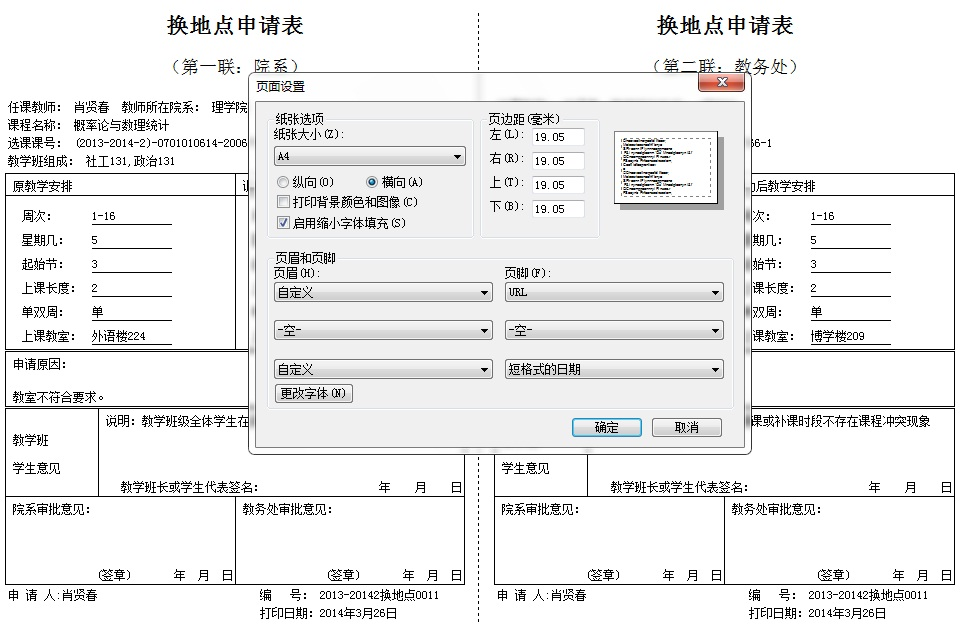 换地点申请表
换地点申请表
(第一联：院系)
(第二联：教务处)
任课教师： 肖贤春 教师所在院系： 理学院
课程名称： 概率论与数理统计
选课课号： (2013-2014-2)-0701010614-2006
66-1
教学班组成： 社工131,政治131
原教学安排
后教学安排
周次： 1-16
星期几： 5
起始节： 3
上课长度： 2
单双周： 单
上课教室： 外语楼224
次： 1-16
期几： 5
始节： 3
课长度： 2
双周： 单
课教室： 博学楼209
申请原因：
教室不符合要求。
教学班
学生意见
说明：教学班级全体学生在
课或补课时段不存在课程冲突现象
教学班长或学生代表签名： 年 月 日
学生意见
教学班长或学生代表签名： 年 月 日
院系审批意见：
教务处审批意见：
院系审批意见：
教务处审批意见：
(签章) 年 月 日
(签章) 年 月 日
(签章) 年 月 日
(签章) 年 月 日
申 请 人:肖贤春
编 号： 2013-20142换地点0011
打印日期：2014年3月26日
申 请 人:肖贤春
编 号： 2013-20142换地点0011
打印日期：2014年3月26日
页面设置
纸张选项
纸张大小(Z):
A4
纵向(O) 横向(A)
打印背景颜色和图像(C)
启用缩小字体填充(S)
页边距(毫米)
左(L): 19.05
右(R): 19.05
上(T): 19.05
下(B): 19.05
页眉和页脚
页眉(H):
页脚(F):
自定义
URL
-空-
-空-
自定义
短格式的日期
更改字体(N)
确定
取消